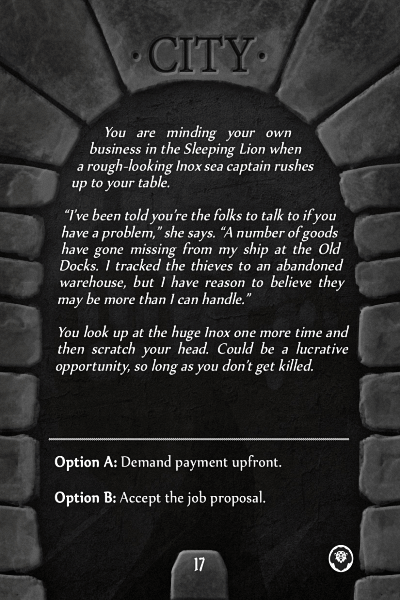 · CITY ·
You are minding your own
business in the Sleeping Lion when
a rough-looking Inox sea captain rushes
up to your table.
“I've been told you're the folks to talk to if you
have a problem,” she says. “A number of goods
have gone missing from my ship at the Old
Docks. I tracked the thieves to an abandoned
warehouse, but I have reason to believe they
may be more than I can handle.”
You look up at the huge Inox one more time and
then scratch your head. Could be a lucrative
opportunity, so long as you don't get killed.
Option A: Demand payment upfront.
Option B: Accept the job proposal.
17